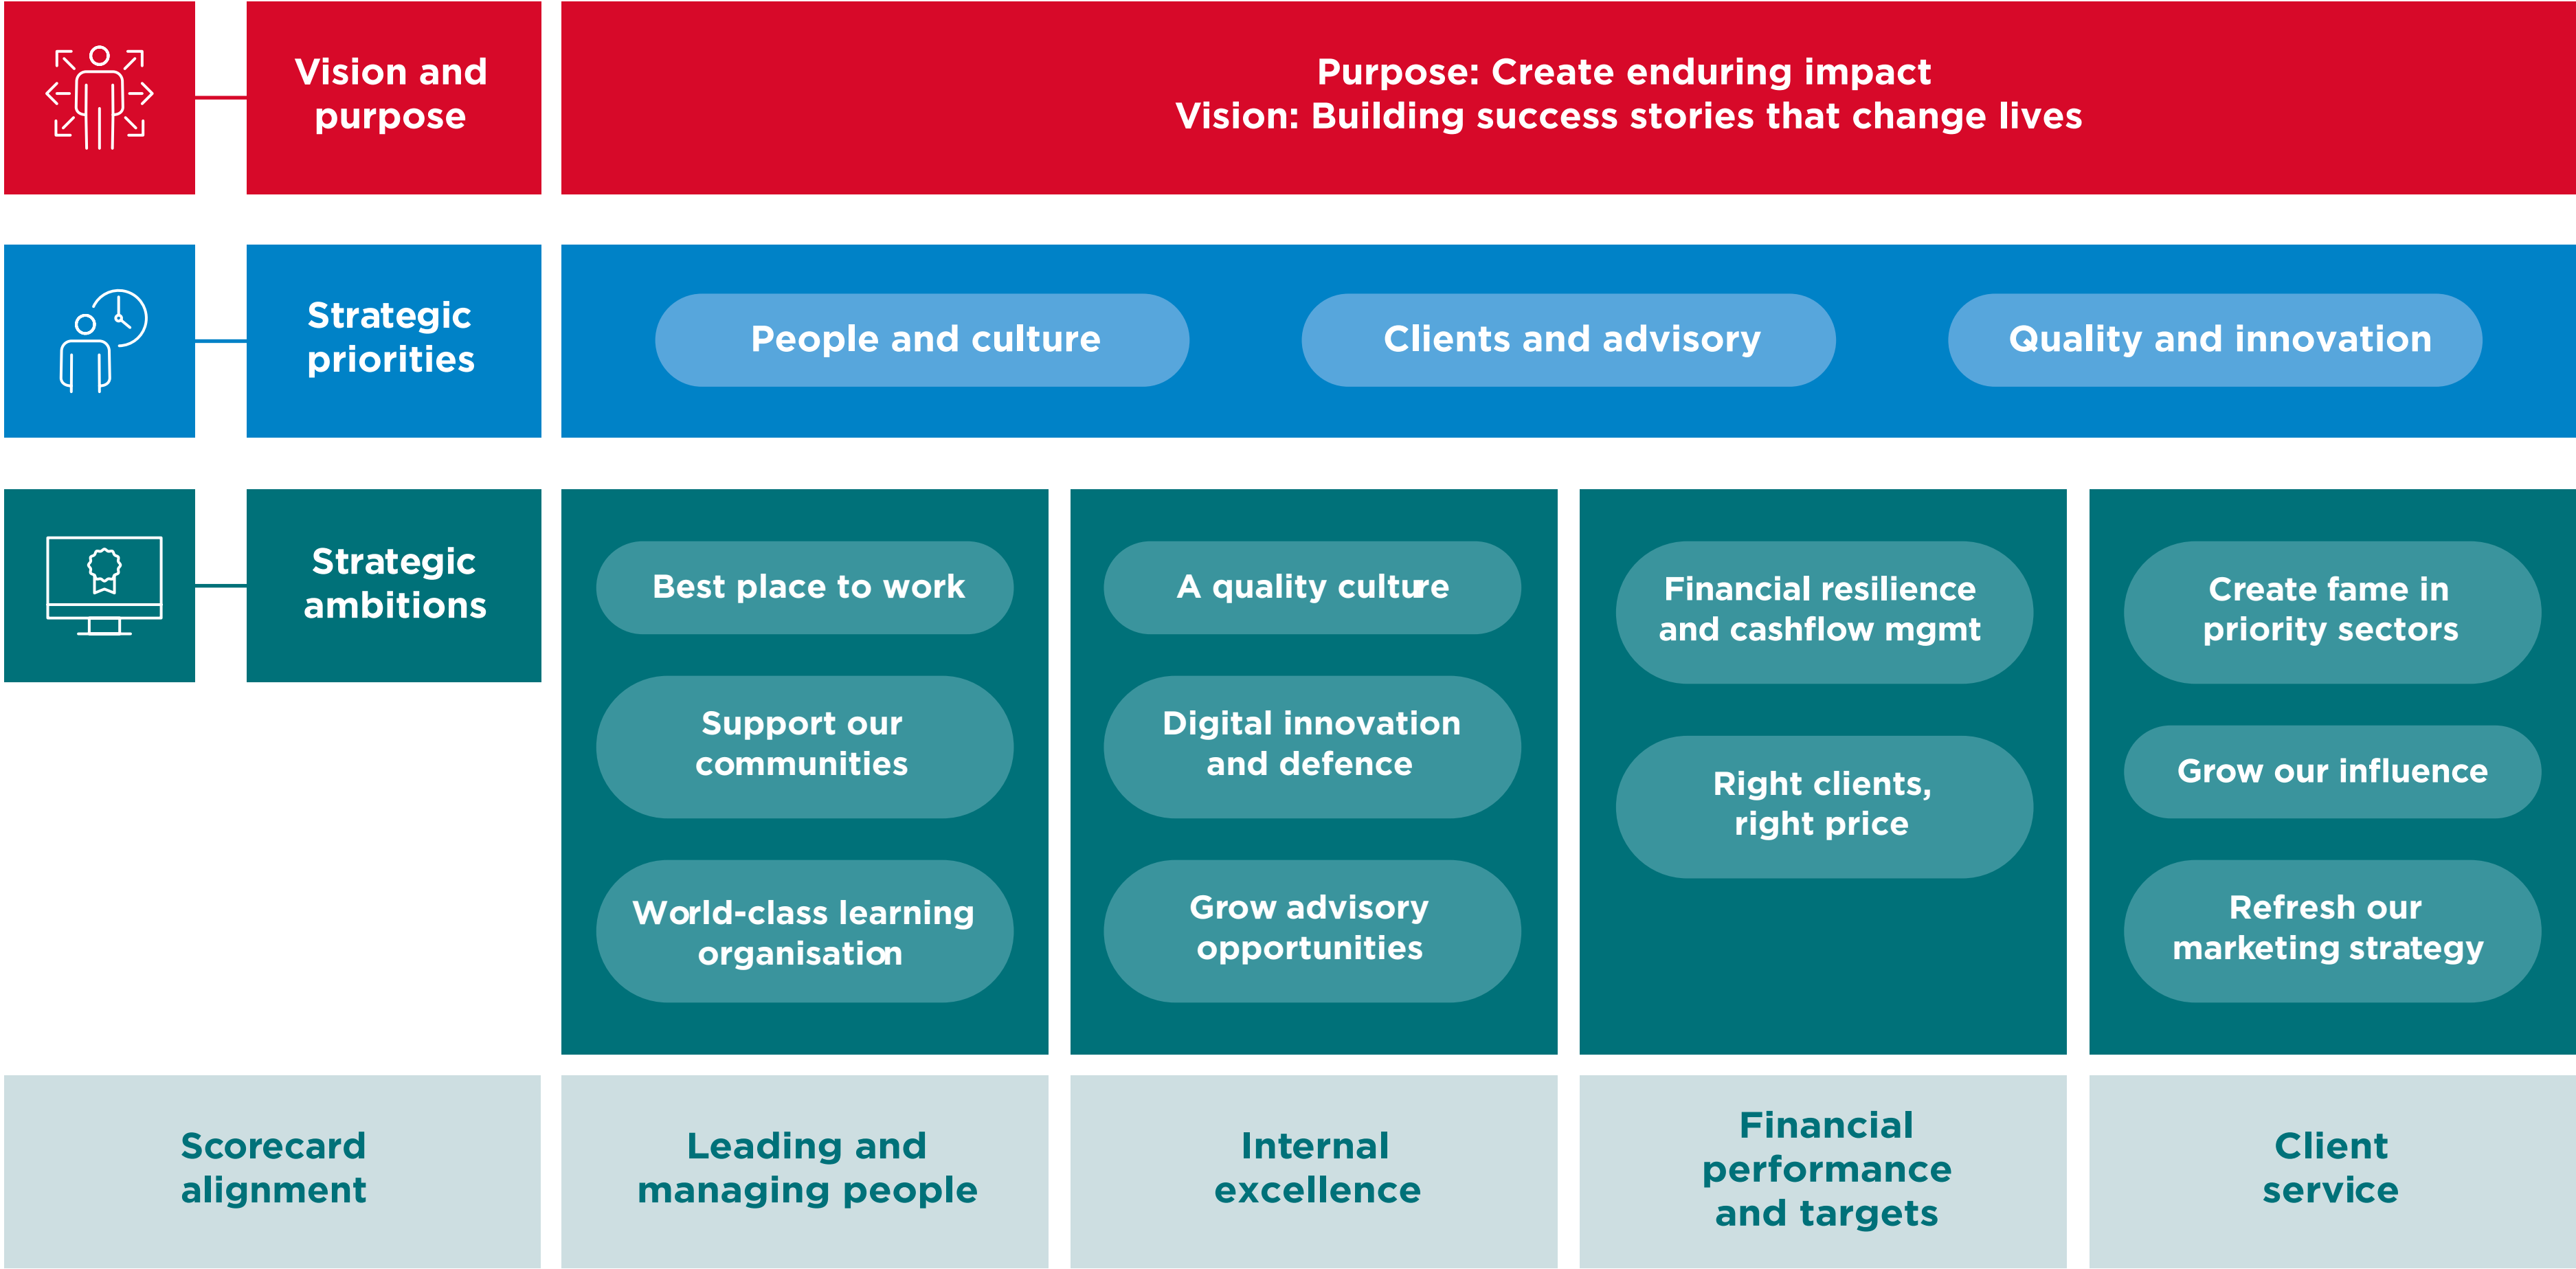 Vision and
purpose
Purpose: Create enduring impact
Vision: Building success stories that change lives
Strategic
priorities
People and culture
Clients and advisory
Quality and innovation
Strategic
ambitions
Best place to work
Support our
communities
World-class learning
organisation
A quality culture
Digital innovation
and defence
Grow advisory
opportunities
Financial resilience
and cashflow mgmt
Right clients,
right price
Create fame in
priority sectors
Grow our influence
Refresh our
marketing strategy
Scorecard
alignment
Leading and
managing people
Internal
excellence
Financial
performance
and targets
Client
service